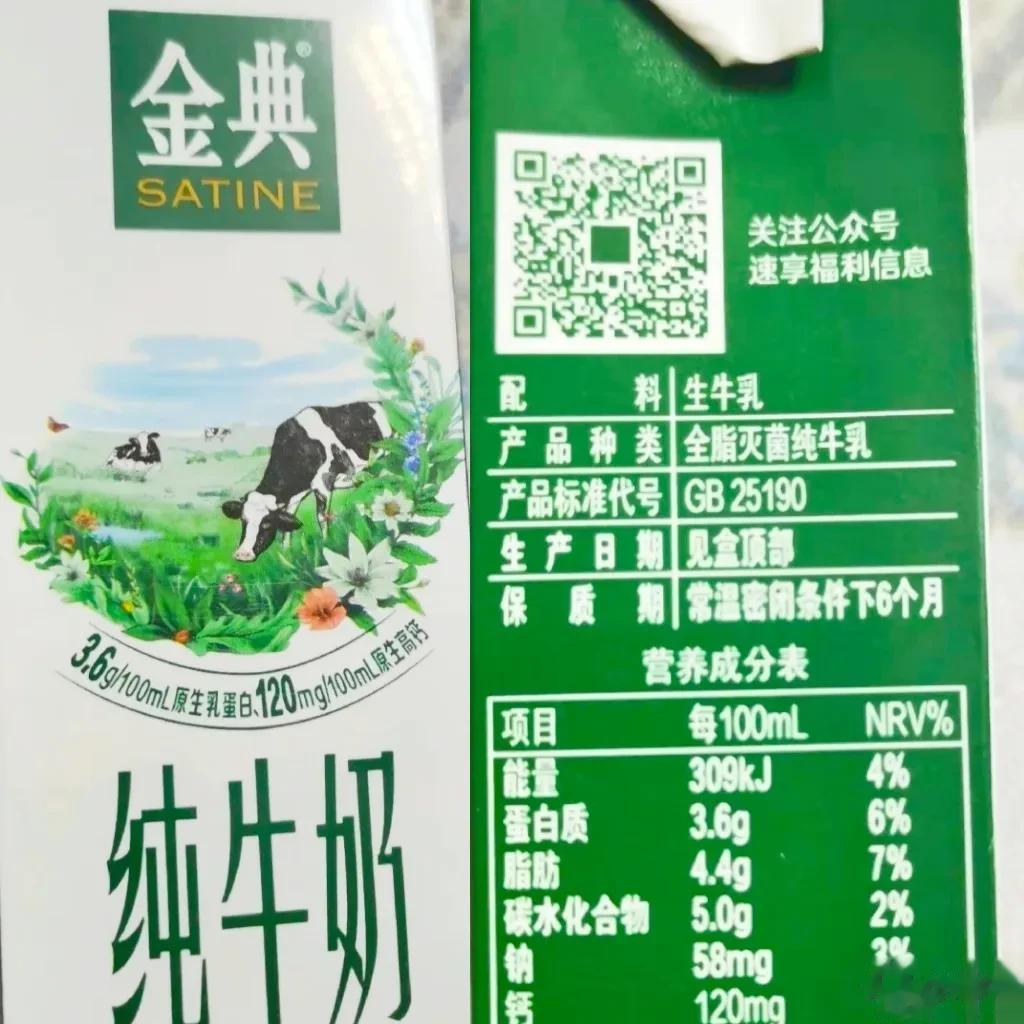 金典®
SATINE
3.6g/100mL原生乳蛋白、120mg/100mL原生高钙
纯牛奶
关注公众号
速享福利信息
配料 生牛乳
产品种类 全脂灭菌纯牛乳
产品标准代号 GB 25190
生产日期 见盒顶部
保质期 常温密闭条件下6个月
营养成分表
项目 每100mL NRV%
能量 309kJ 4%
蛋白质 3.6g 6%
脂肪 4.4g 7%
碳水化合物 5.0g 2%
钠 58mg 3%
钙 120mg